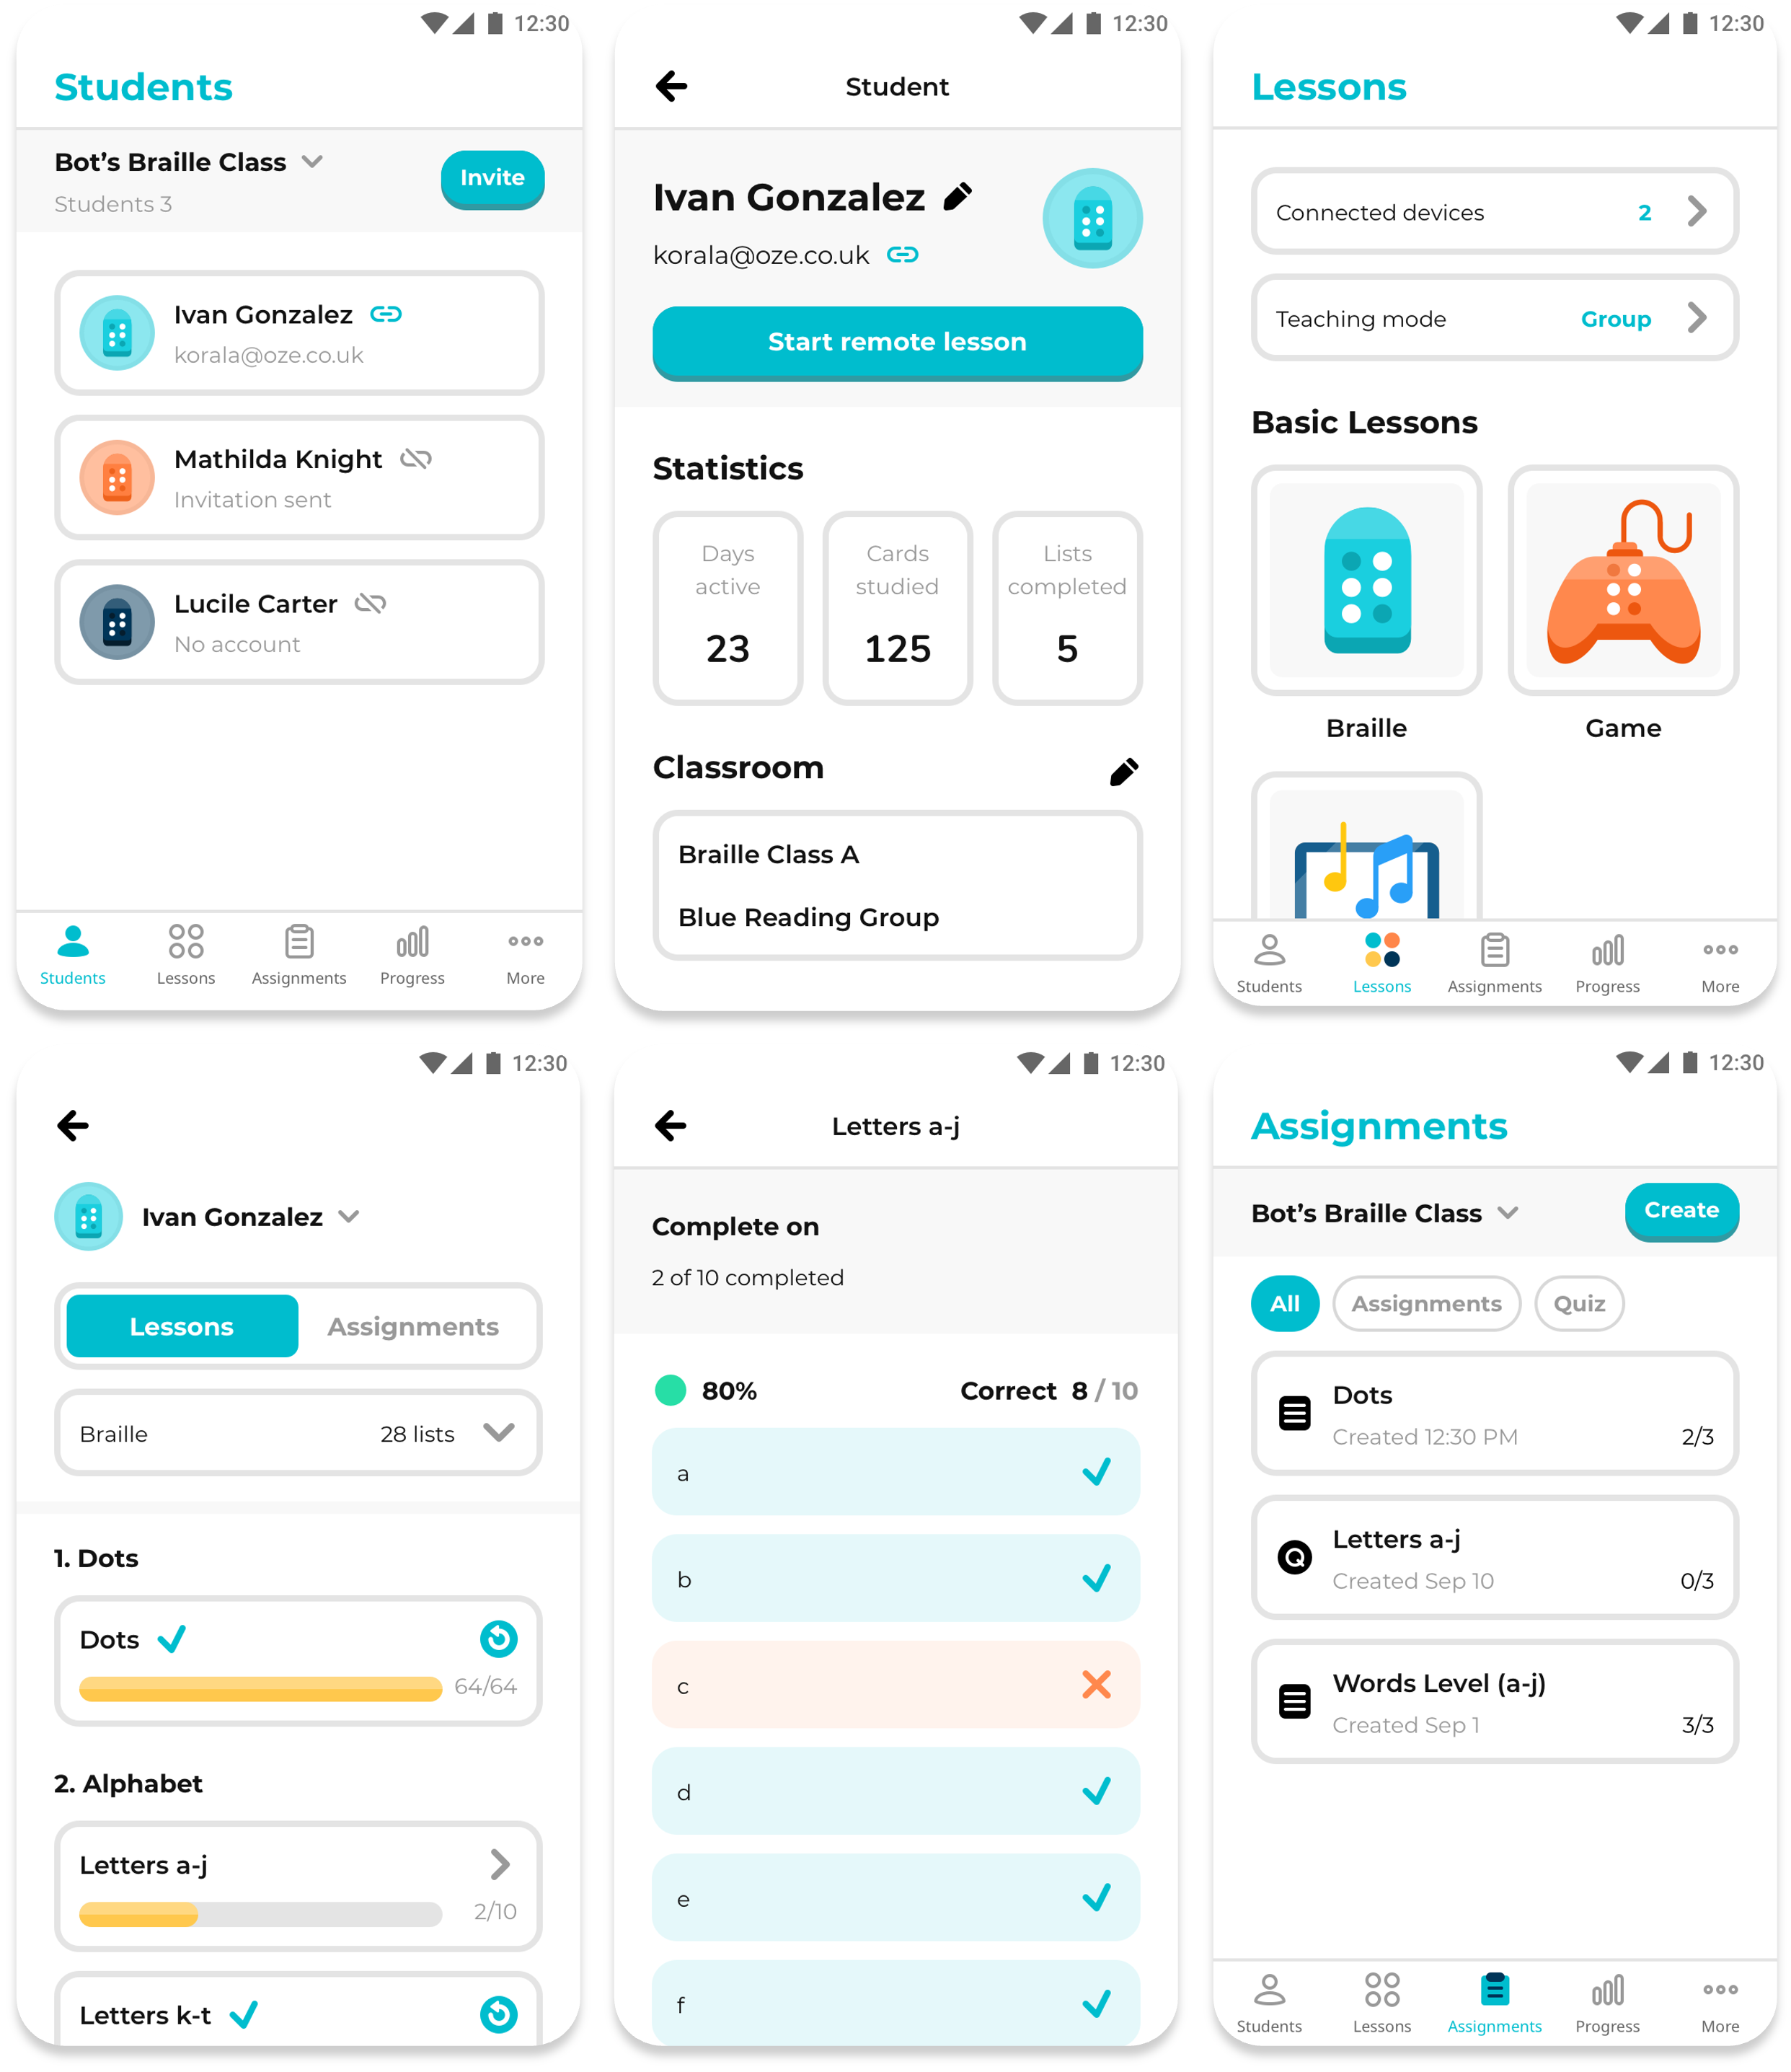 12:30
Students
Bot’s Braille Class
Students 3
Invite
Ivan Gonzalez
korala@oze.co.uk
Mathilda Knight
Invitation sent
Lucile Carter
No account
Students
Lessons
Assignments
Progress
More
12:30
Student
Ivan Gonzalez
korala@oze.co.uk
Start remote lesson
Statistics
Days
active
23
Cards
studied
125
Lists
completed
5
Classroom
Braille Class A
Blue Reading Group
12:30
Lessons
Connected devices 2
Teaching mode Group
Basic Lessons
Braille
Game
Students
Lessons
Assignments
Progress
More
12:30
Ivan Gonzalez
Lessons
Assignments
Braille 28 lists
1. Dots
Dots
64/64
2. Alphabet
Letters a-j
2/10
Letters k-t
12:30
Letters a-j
Complete on
2 of 10 completed
80% Correct 8 / 10
a
b
c
d
e
f
12:30
Assignments
Bot’s Braille Class
Create
All
Assignments
Quiz
Dots
Created 12:30 PM 2/3
Q
Letters a-j
Created Sep 10 0/3
Words Level (a-j)
Created Sep 1 3/3
Students
Lessons
Assignments
Progress
More